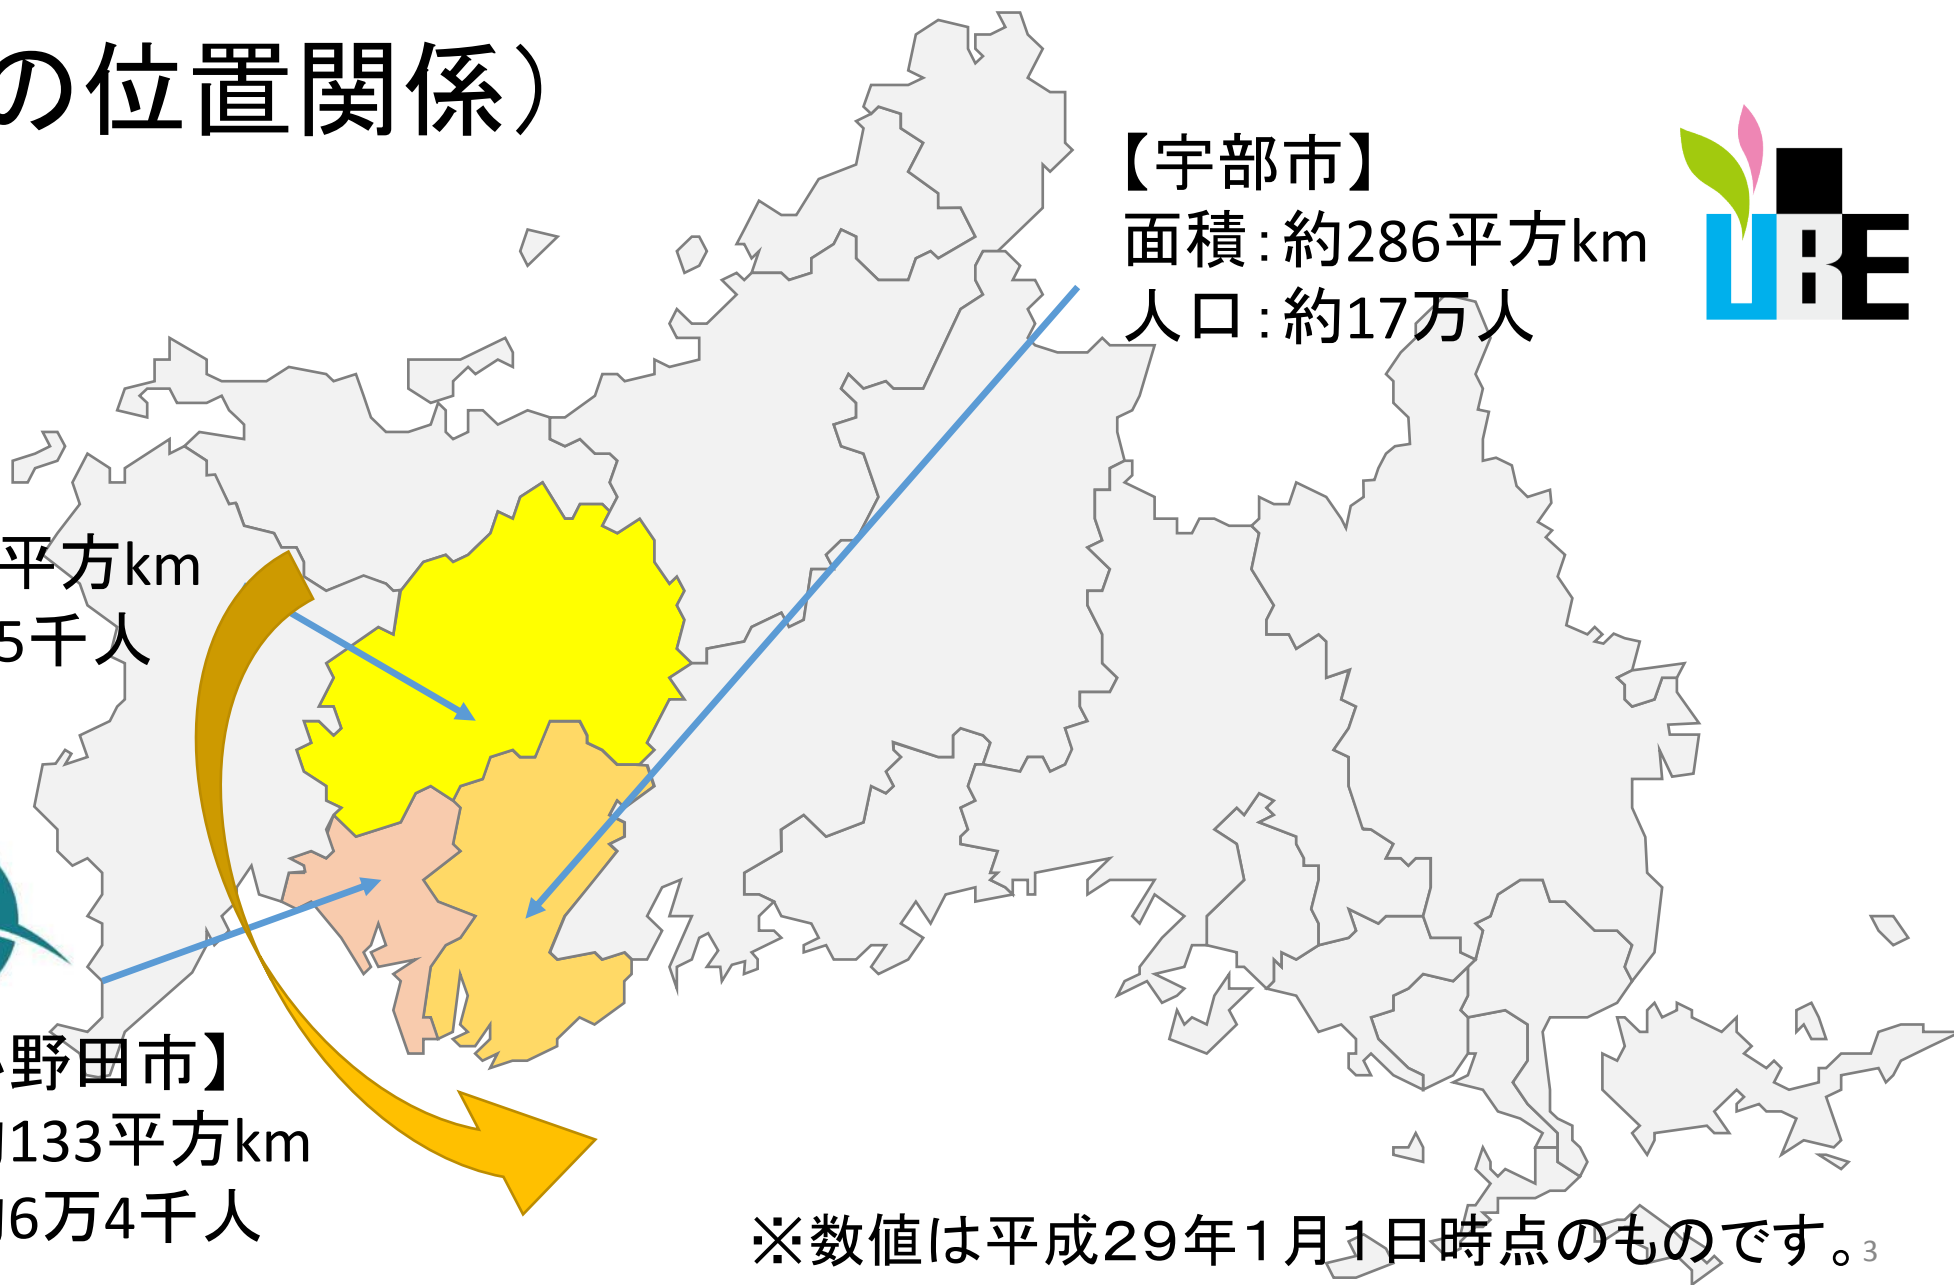 の位置関係）
【宇部市】
面積：約286平方km
人口：約17万人
UBE
平方km
5千人
野田市】
133平方km
6万4千人
※数値は平成２９年１月１日時点のものです。
3